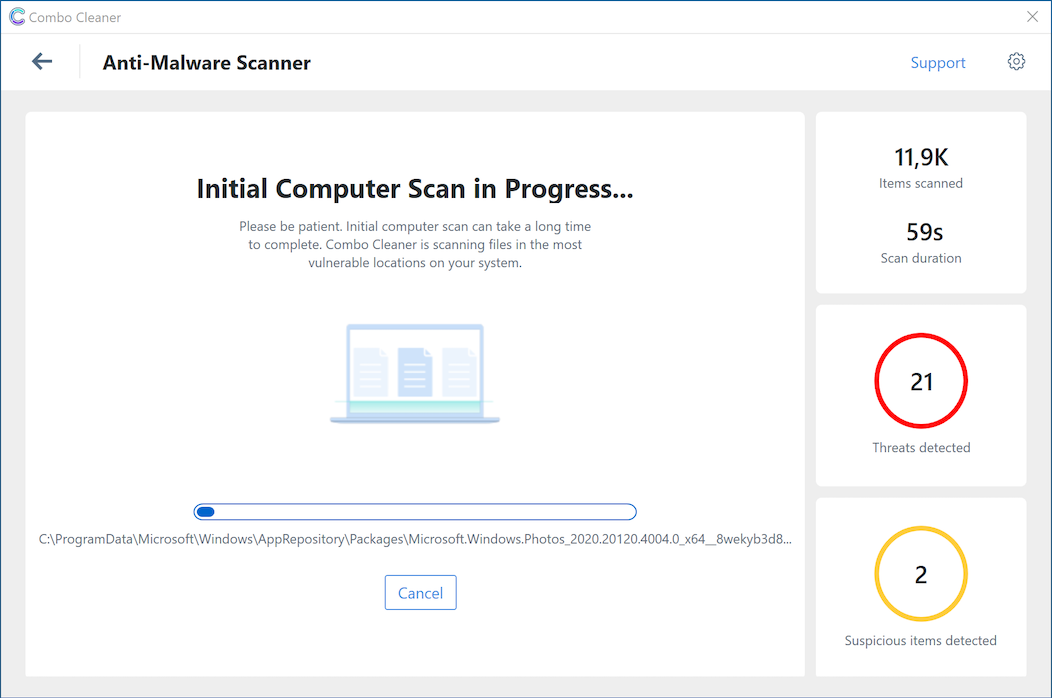 Combo Cleaner
Anti-Malware Scanner
Support
Initial Computer Scan in Progress...
Please be patient. Initial computer scan can take a long time
to complete. Combo Cleaner is scanning files in the most
vulnerable locations on your system.
C:\ProgramData\Microsoft\Windows\AppRepository\Packages\Microsoft.Windows.Photos_2020.20120.4004.0_x64__8wekyb3d8...
Cancel
11,9K
Items scanned
59s
Scan duration
21
Threats detected
2
Suspicious items detected